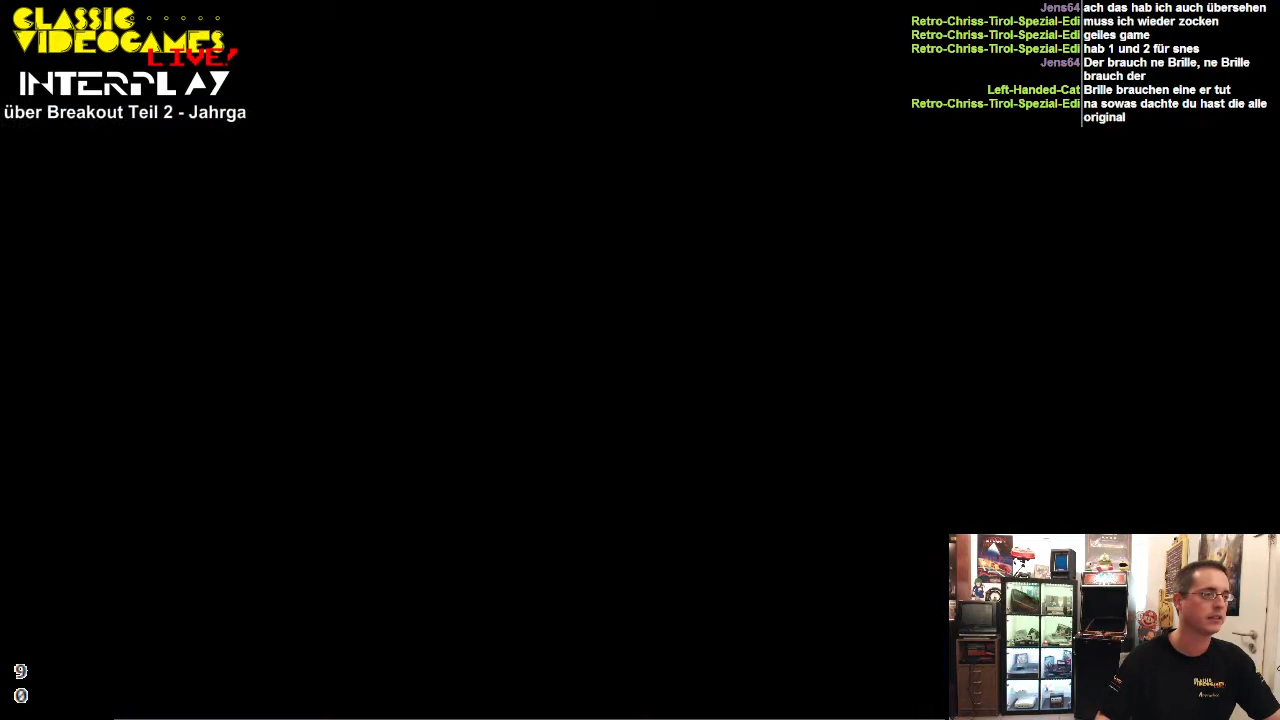 CLASSIC
VIDEOGAMES
LIVE!
INTERPLAY
über Breakout Teil 2 - Jahrga
Jens64 ach das hab ich auch übersehen
Retro-Chriss-Tirol-Spezial-Edi muss ich wieder zocken
Retro-Chriss-Tirol-Spezial-Edi geiles game
Retro-Chriss-Tirol-Spezial-Edi hab 1 und 2 für snes
Jens64 Der brauch ne Brille, ne Brille
brauch der
Left-Handed-Cat Brille brauchen eine er tut
Retro-Chriss-Tirol-Spezial-Edi na sowas dachte du hast die alle
original
9
0